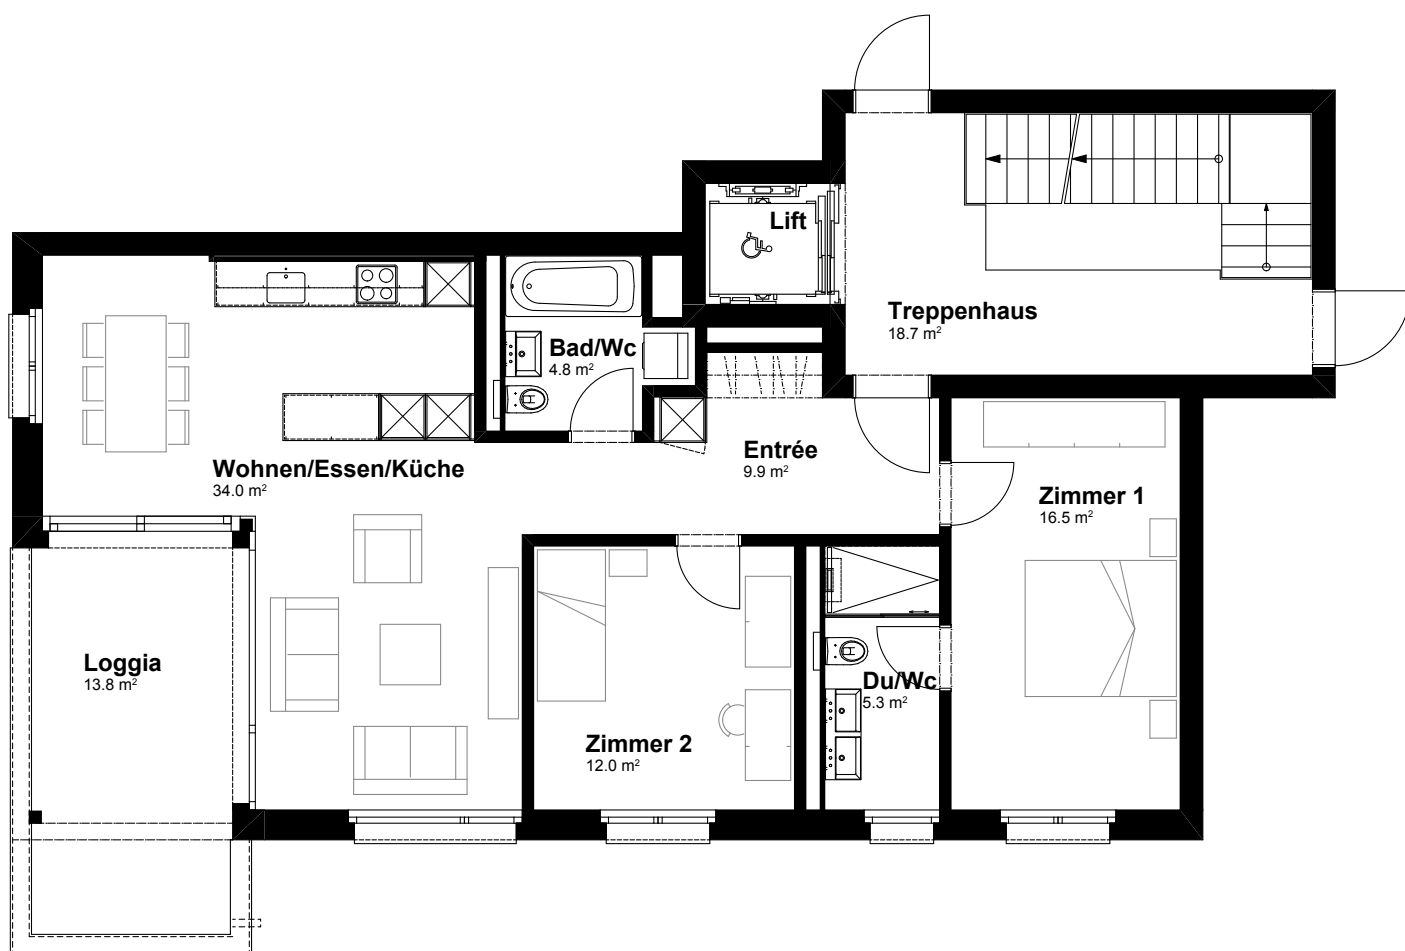 Lift
Treppenhaus
18.7 m²
Bad/Wc
4.8 m²
Entrée
9.9 m²
Wohnen/Essen/Küche
34.0 m²
Zimmer 1
16.5 m²
Loggia
13.8 m²
Du/Wc
5.3 m²
Zimmer 2
12.0 m²